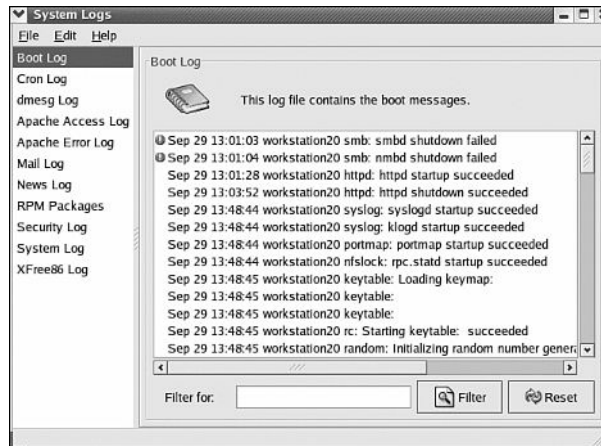 System Logs
File Edit Help
Boot Log
Cron Log
dmesg Log
Apache Access Log
Apache Error Log
Mail Log
News Log
RPM Packages
Security Log
System Log
XFree86 Log
Boot Log
This log file contains the boot messages.
Sep 29 13:01:03 workstation20 smb: smbd shutdown failed
Sep 29 13:01:04 workstation20 smb: nmbd shutdown failed
Sep 29 13:01:28 workstation20 httpd: httpd startup succeeded
Sep 29 13:03:52 workstation20 httpd: httpd shutdown succeeded
Sep 29 13:48:44 workstation20 syslog: syslogd startup succeeded
Sep 29 13:48:44 workstation20 syslog: klogd startup succeeded
Sep 29 13:48:44 workstation20 portmap: portmap startup succeeded
Sep 29 13:48:44 workstation20 nfslock: rpc.statd startup succeeded
Sep 29 13:48:45 workstation20 keytable: Loading keymap:
Sep 29 13:48:45 workstation20 keytable:
Sep 29 13:48:45 workstation20 keytable:
Sep 29 13:48:45 workstation20 rc: Starting keytable: succeeded
Sep 29 13:48:45 workstation20 random: Initializing random number genera
Filter for: Filter Reset